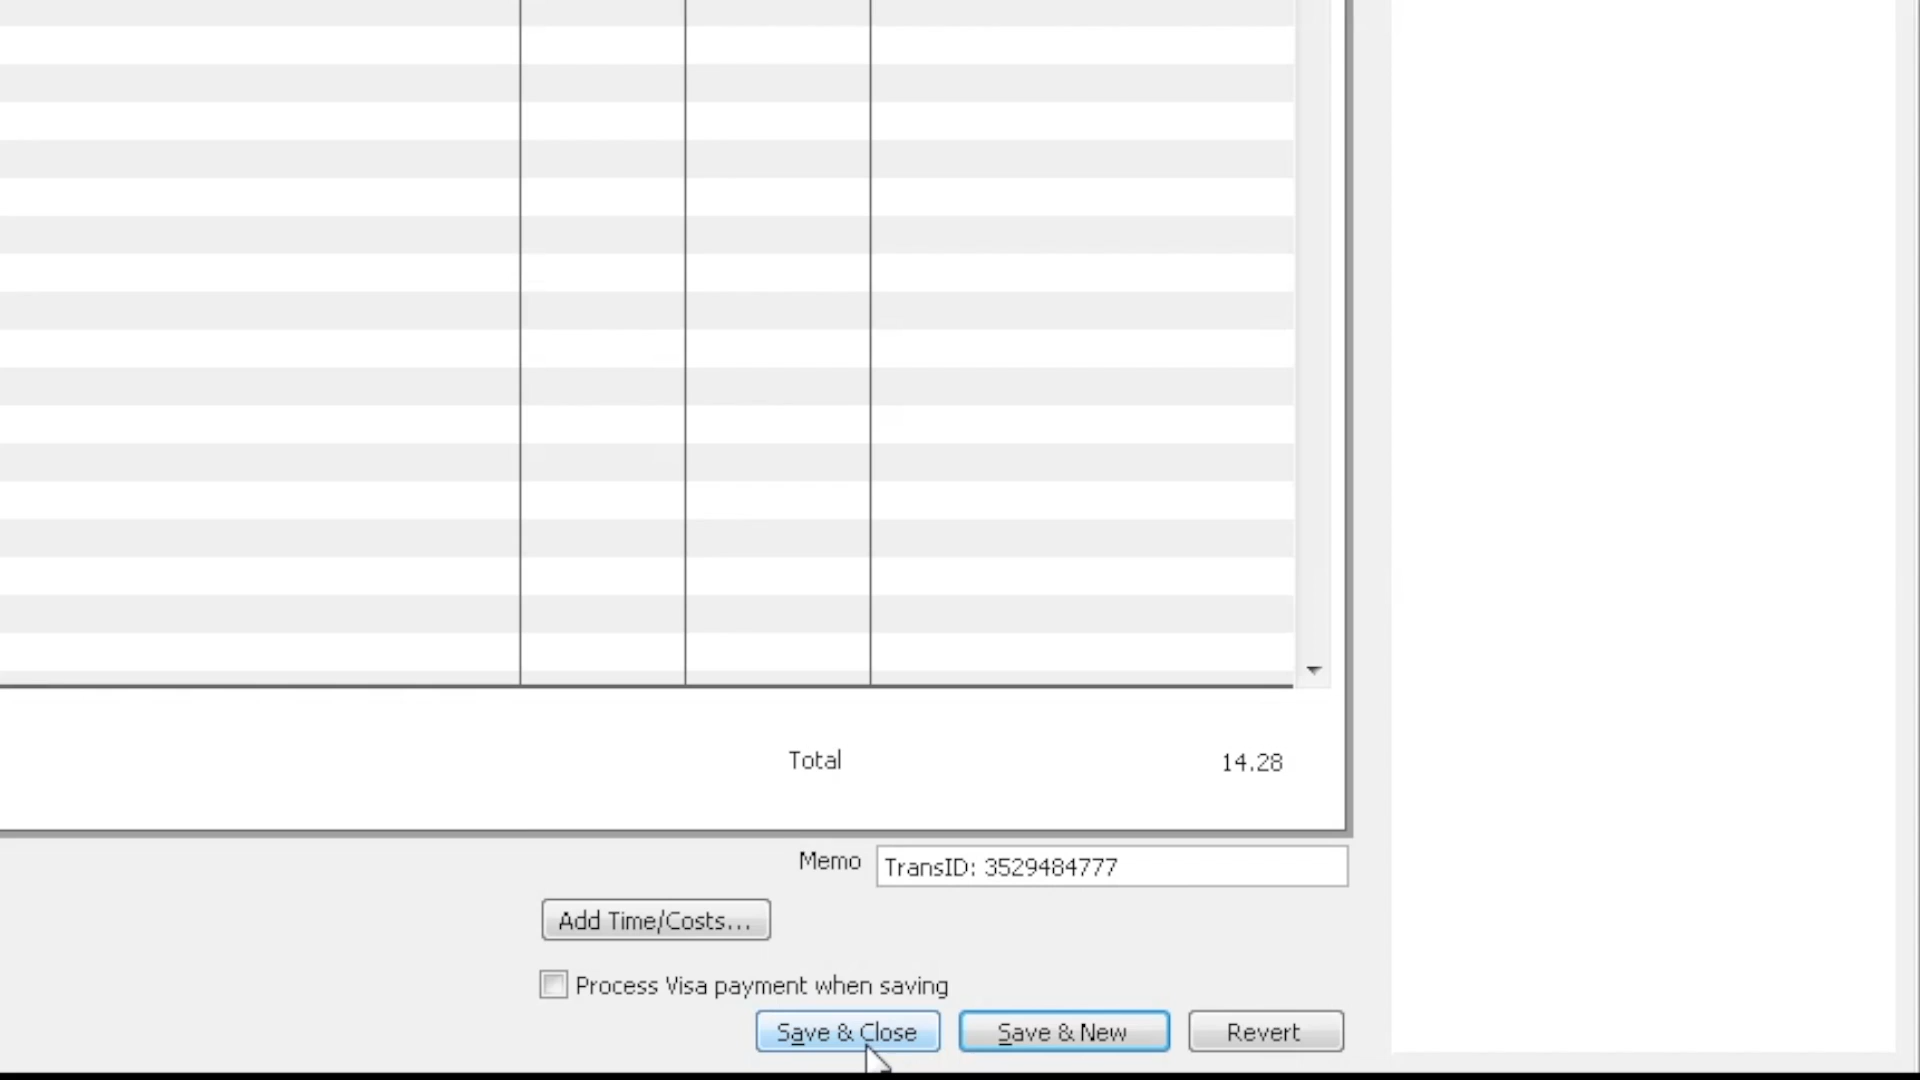 Total 14.28
Memo TransID: 3529484777
Add Time/Costs...
Process Visa payment when saving
Save & Close Save & New Revert